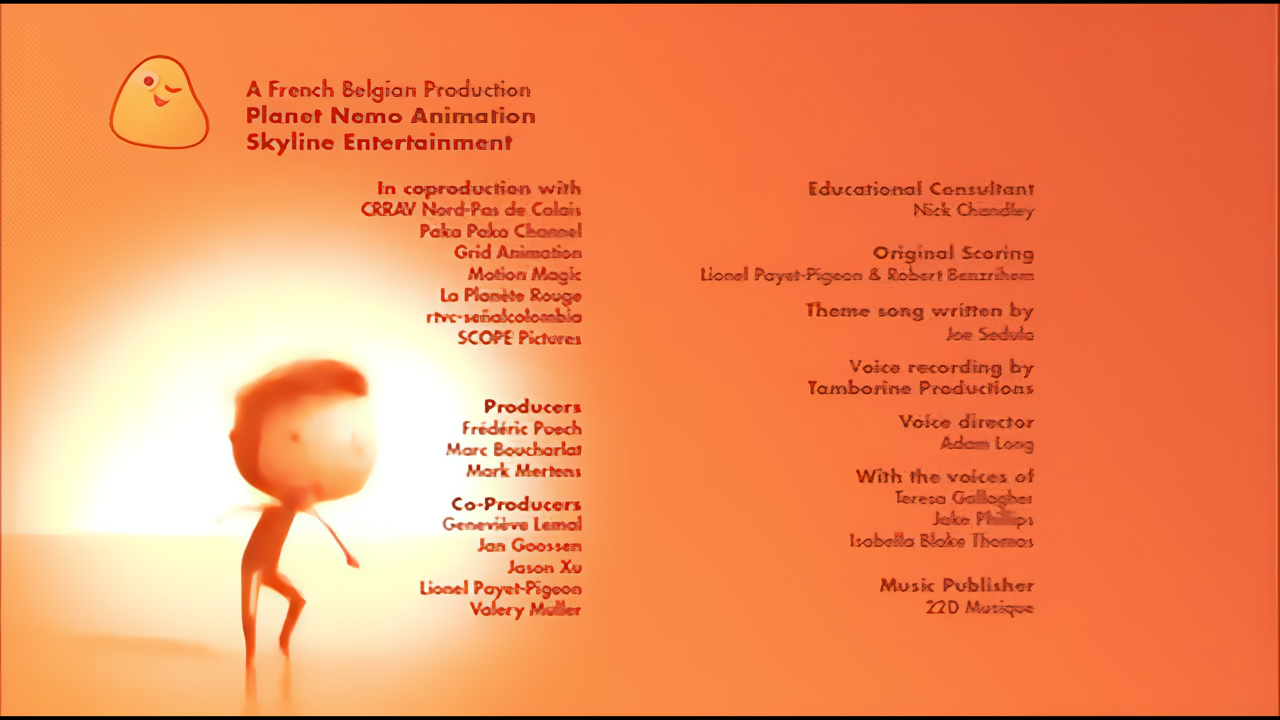 A French Belgian Production
Planet Nemo Animation
Skyline Entertainment
In coproduction with
CRRAV Nord-Pas de Calais
Paka Paka Channel
Grid Animation
Motion Magic
La Planète Rouge
rtvc-señalcolombia
SCOPE Pictures
Producers
Frédéric Puech
Marc Boucharlat
Mark Mertens
Co-Producers
Geneviève Lemal
Jan Goossen
Jason Xu
Lionel Payet-Pigeon
Valery Muller
Educational Consultant
Nick
Original Scoring
Lionel Payet-Pigeon & Robert
Theme song written by
Joe
Voice recording by
Tamborine Productions
Voice director
Adam Long
With the voices of
Teresa Gallagher
Jake Phillips
Isobella Blake Thomas
Music Publisher
22D Musique